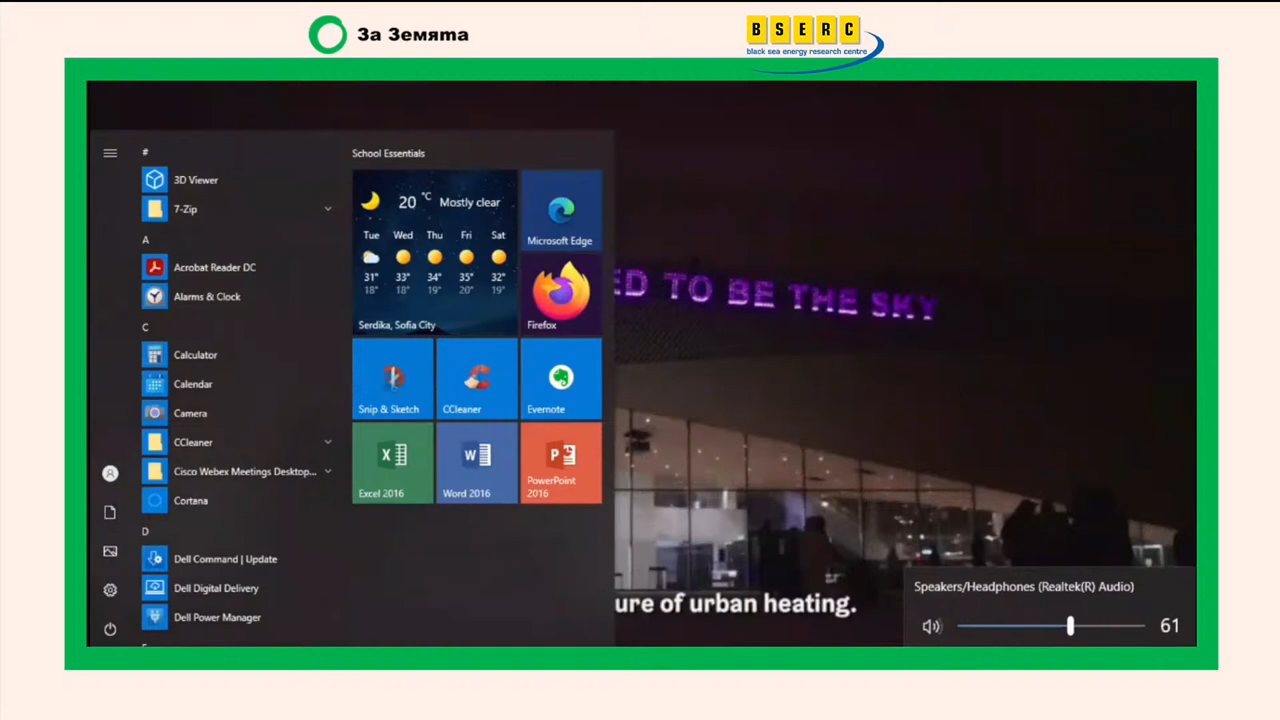 За Земята
B S E R C
black sea energy research centre
#
3D Viewer
7-Zip
A
Acrobat Reader DC
Alarms & Clock
C
Calculator
Calendar
Camera
CCleaner
Cisco Webex Meetings Desktop...
Cortana
D
Dell Command | Update
Dell Digital Delivery
Dell Power Manager
School Essentials
20 °C Mostly clear
Tue Wed Thu Fri Sat
31° 33° 34° 35° 32°
18° 18° 19° 20° 19°
Serdika, Sofia City
Microsoft Edge
Firefox
Snip & Sketch
CCleaner
Evernote
Excel 2016
Word 2016
PowerPoint
2016
ED TO BE THE SKY
ure of urban heating.
Speakers/Headphones (Realtek(R) Audio)
61